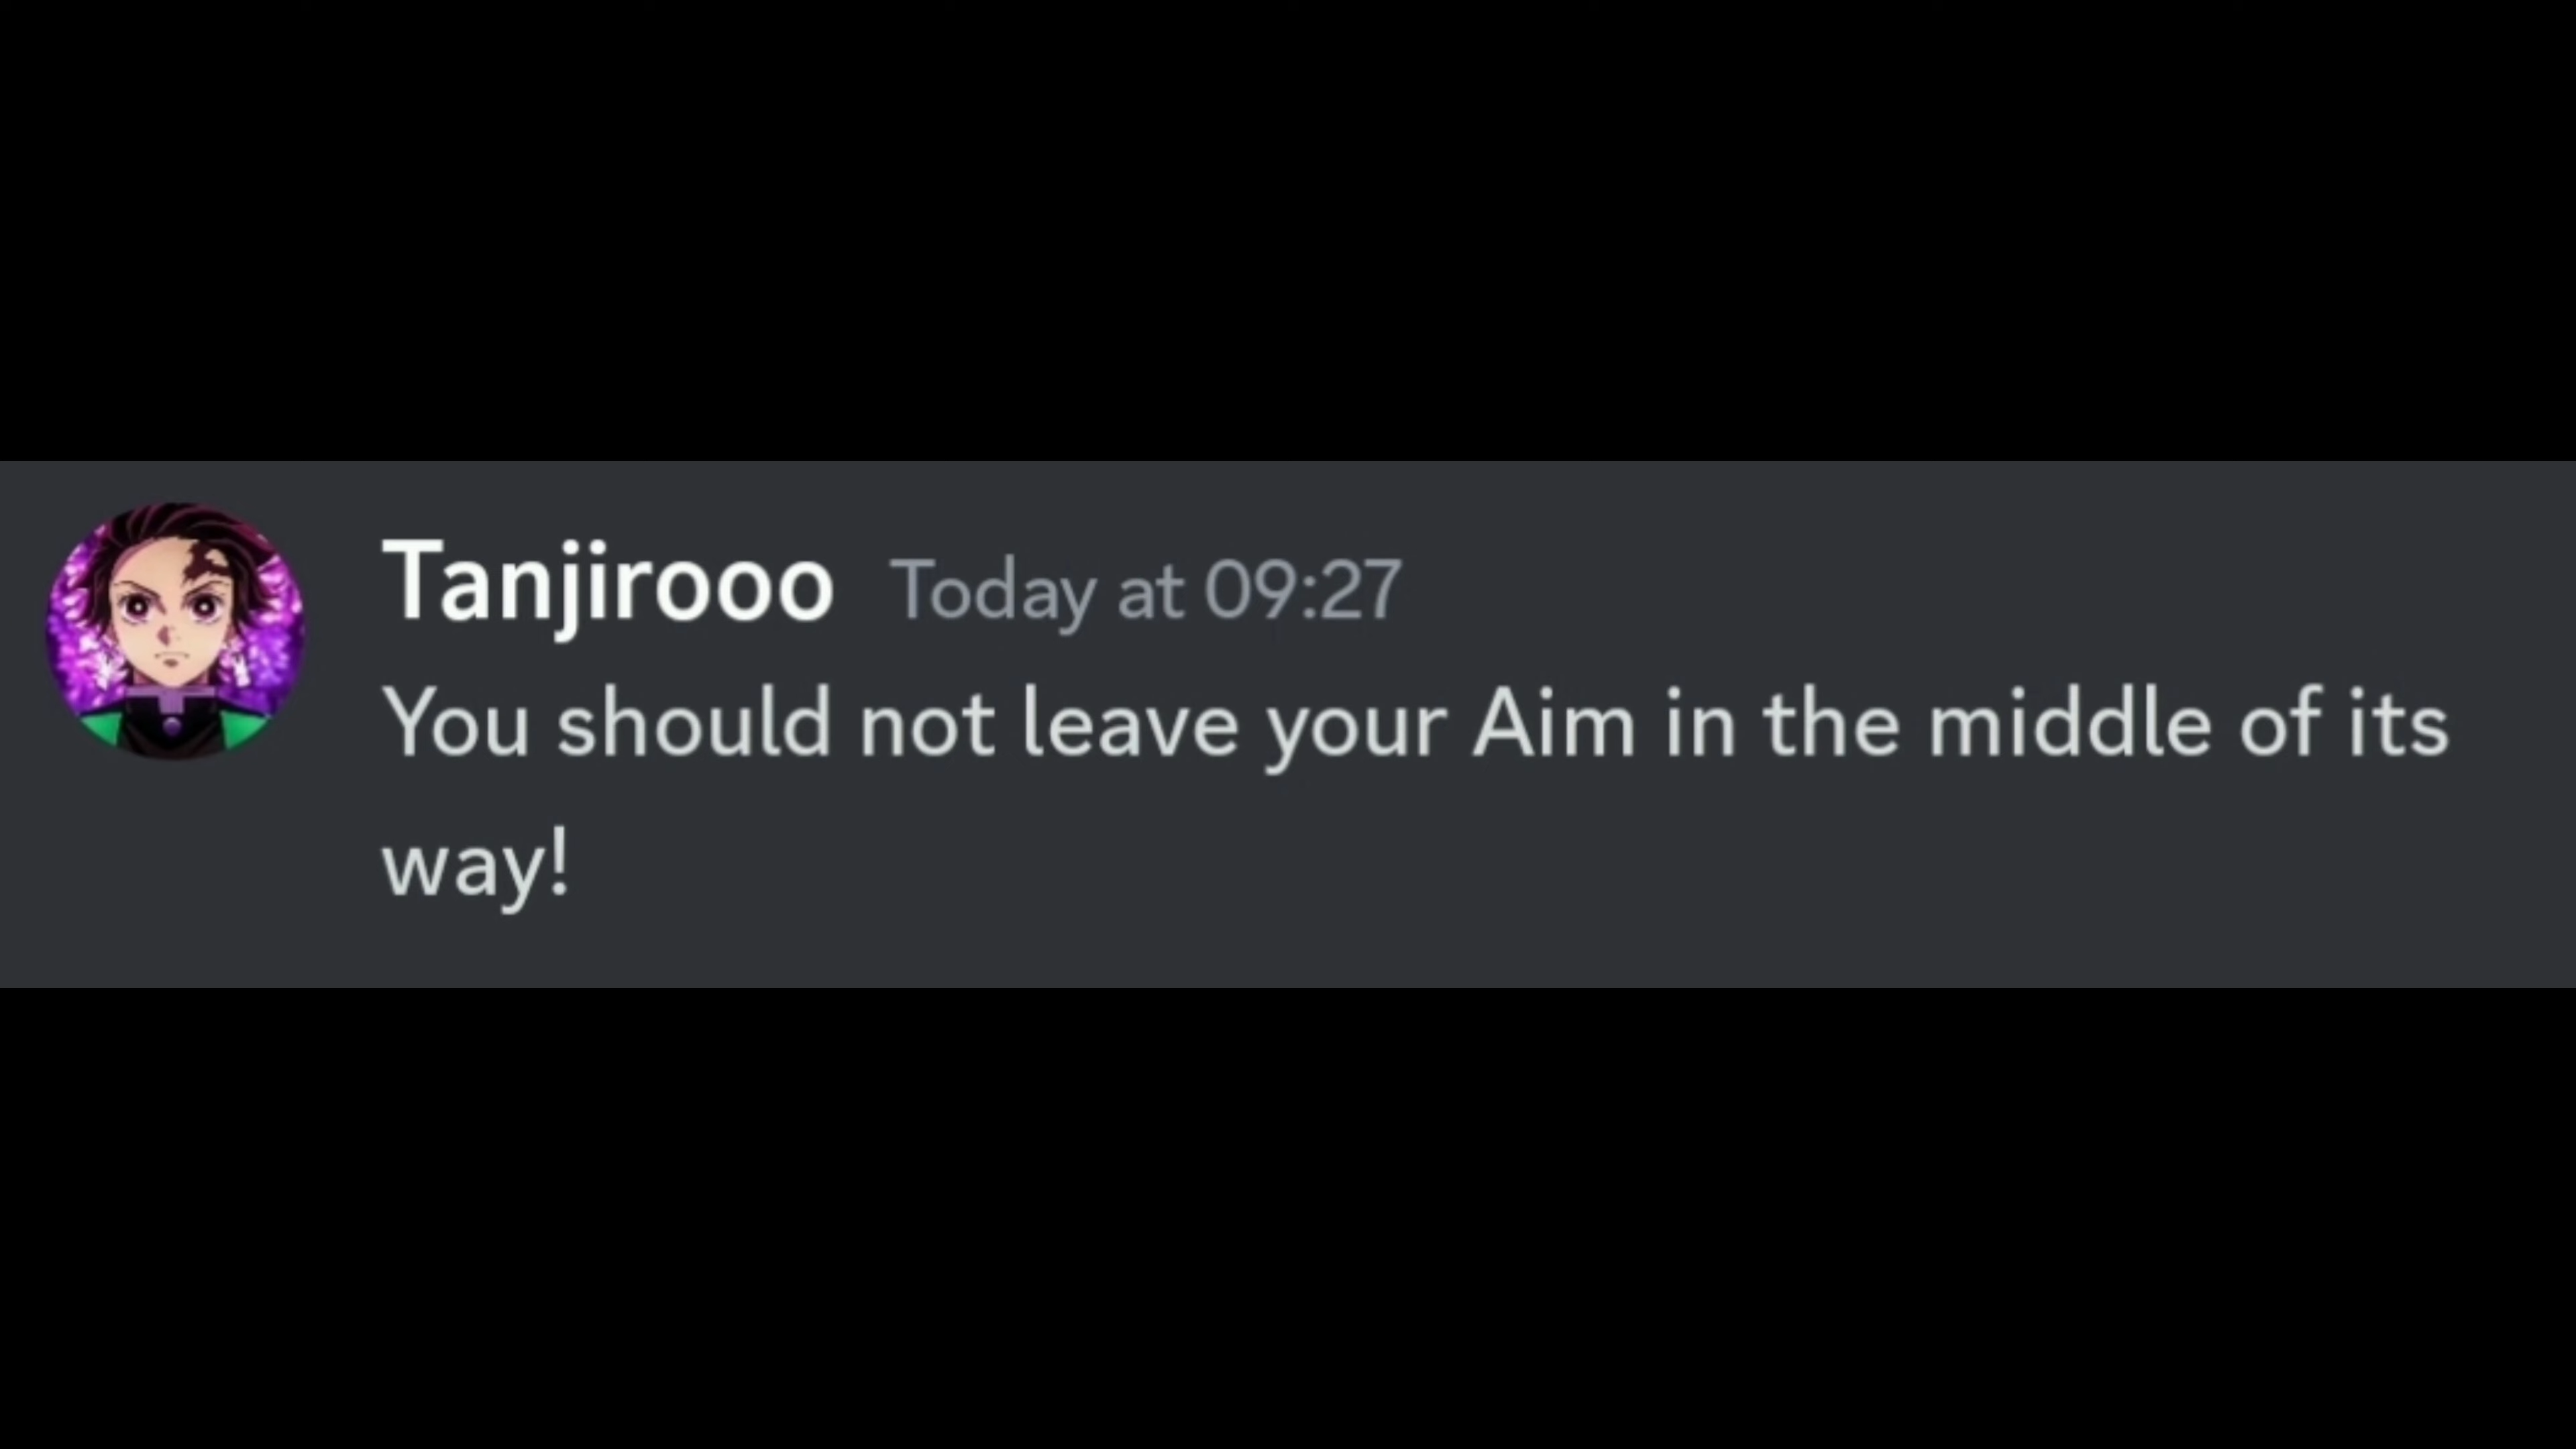 Tanjirooo Today at 09:27
You should not leave your Aim in the middle of its
way!